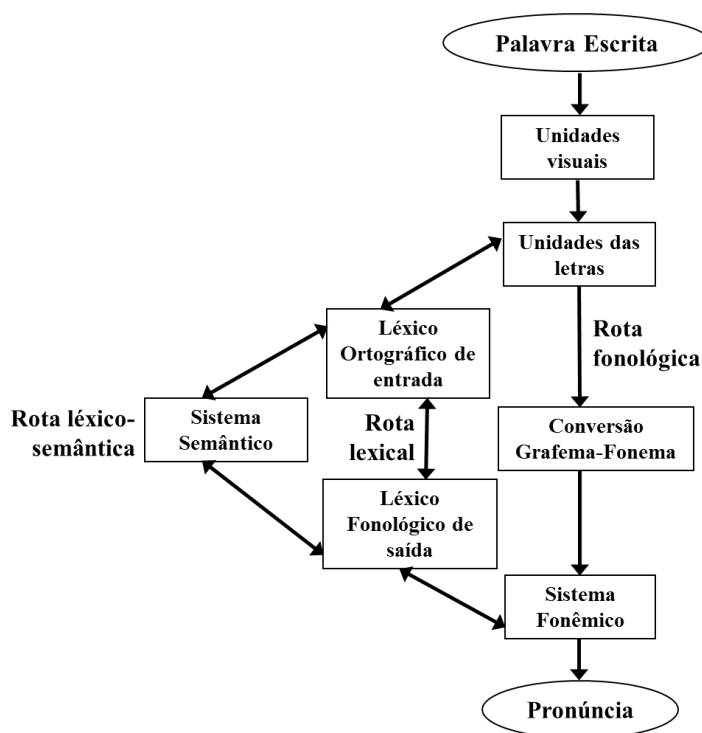 Palavra Escrita
Unidades
visuais
Unidades das
letras
Rota
fonológica
Léxico
Ortográfico de
entrada
Rota léxico-
semântica
Sistema
Semântico
Rota
lexical
Conversão
Grafema-Fonema
Léxico
Fonológico de
saída
Sistema
Fonêmico
Pronúncia